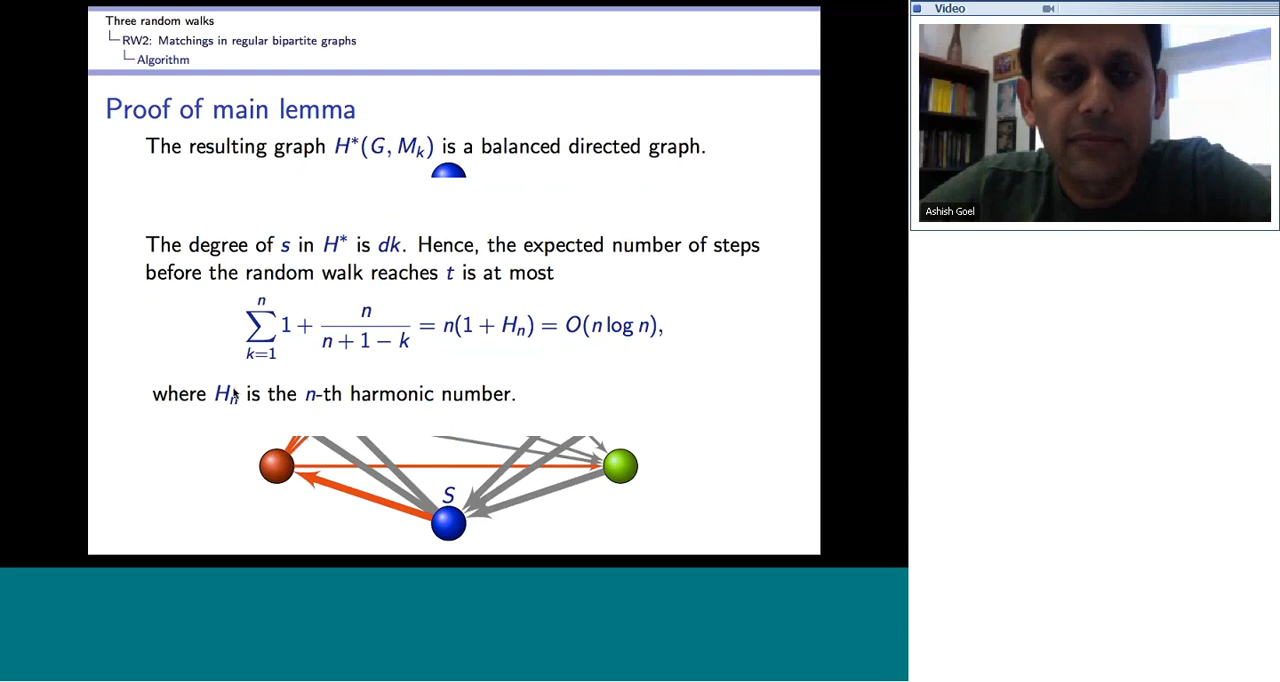 Three random walks
RW2: Matchings in regular bipartite graphs
Algorithm
Proof of main lemma
The resulting graph H*(G, M_k) is a balanced directed graph.
The degree of s in H* is dk. Hence, the expected number of steps
before the random walk reaches t is at most
∑_{k=1}^{n} 1 + n/(n + 1 − k) = n(1 + H_n) = O(n log n),
where H_n is the n-th harmonic number.
S
Video
Ashish Goel